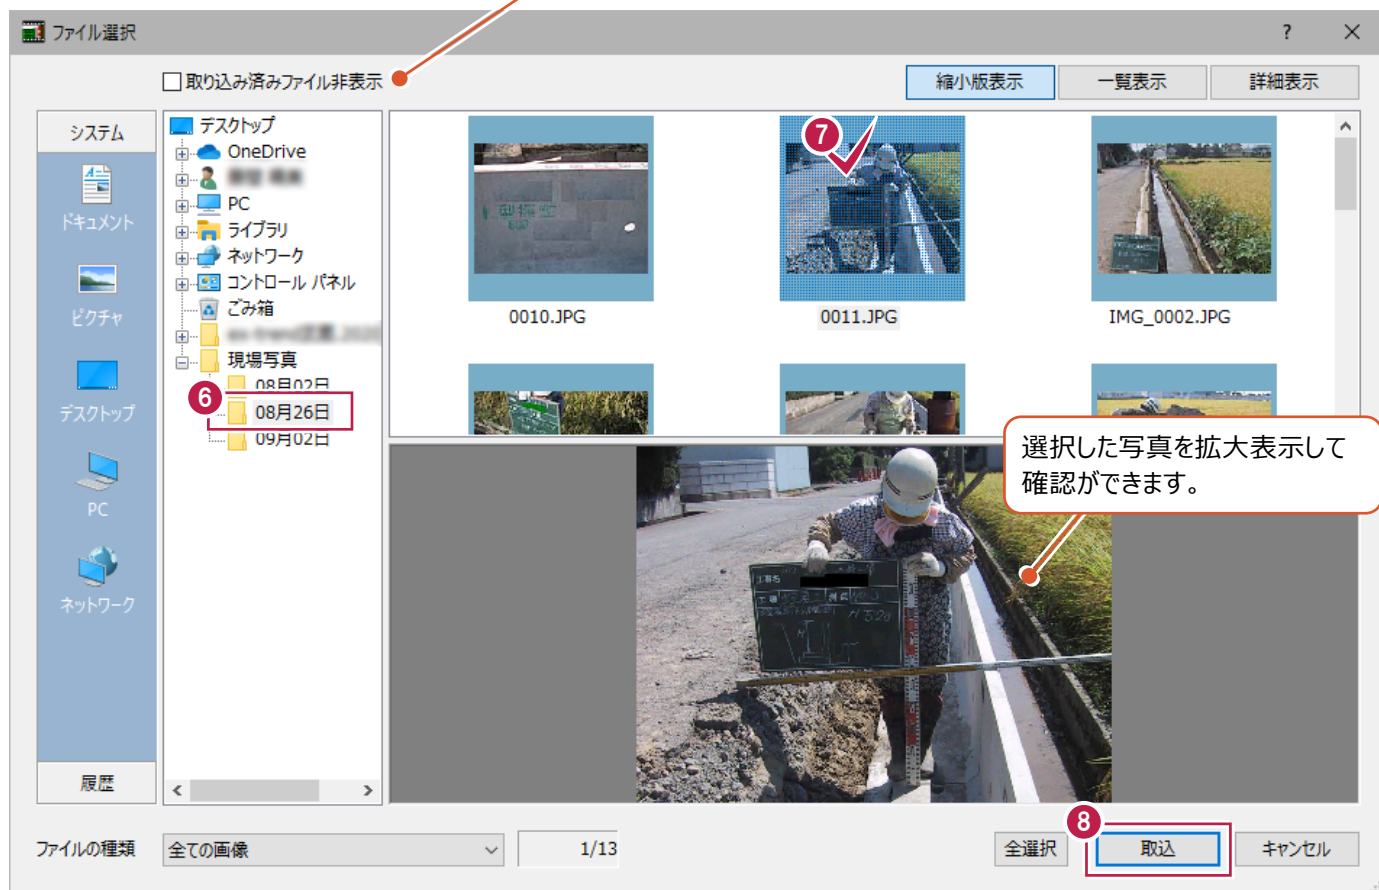 ファイル選択
?
取り込み済みファイル非表示
縮小版表示
一覧表示
詳細表示
システム
ドキュメント
ピクチャ
デスクトップ
PC
ネットワーク
履歴
デスクトップ
OneDrive
PC
ライブラリ
ネットワーク
コントロール パネル
ごみ箱
現場写真
08月02日
6
08月26日
09月02日
7
0010.JPG
0011.JPG
IMG_0002.JPG
選択した写真を拡大表示して
確認ができます。
工事名
H520
ファイルの種類
全ての画像
1/13
全選択
8
取込
キャンセル